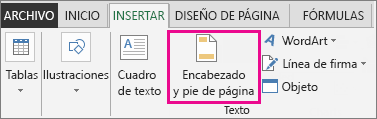 ARCHIVO INICIO INSERTAR DISEÑO DE PÁGINA FÓRMULAS
Tablas
Ilustraciones
Cuadro
de texto
Encabezado
y pie de página
WordArt
Línea de firma
Objeto
Texto